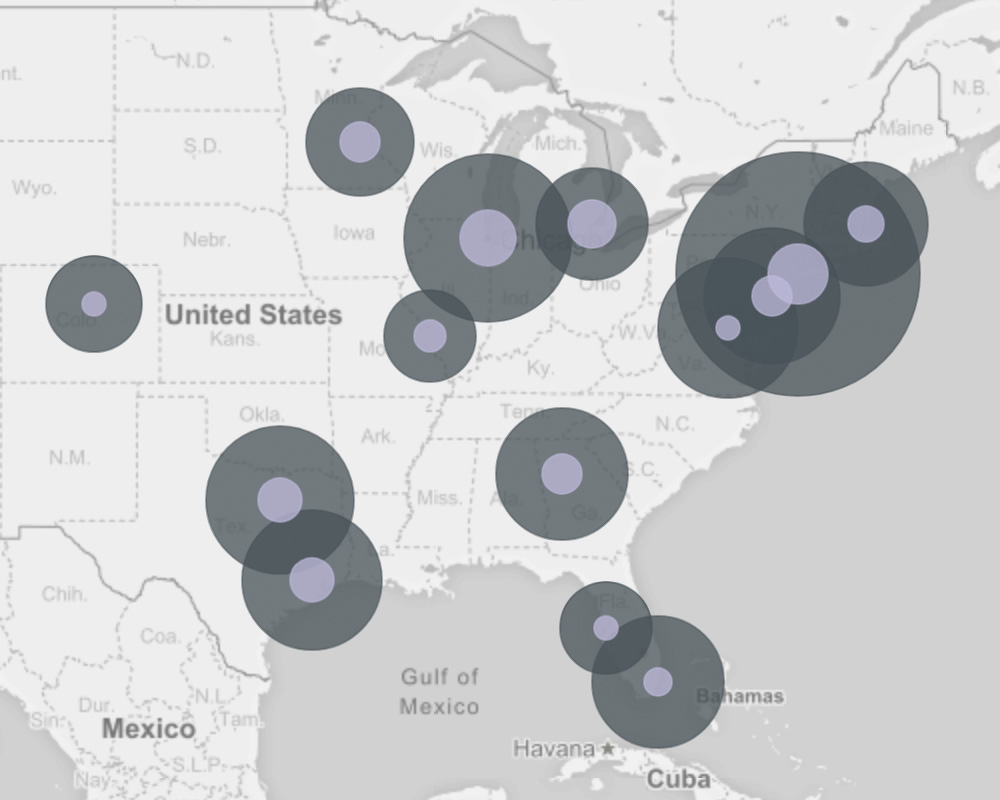 N.D.
nt.
N.B.
Minn.
Maine
S.D.
Wis.
Mich.
Wyo.
N.Y.
Iowa
Nebr.
Chicago
Ohio
Ill.
Ind.
Colo.
United States
Kans.
Mo.
W.Va.
Va.
Ky.
Okla.
Tenn.
N.C.
Ark.
N.M.
S.C.
Miss.
Ala.
Ga.
Tex.
La.
Chih.
Fla.
Coa.
Gulf of
Mexico
N.L.
Bahamas
Dur.
Sin.
Tam.
Mexico
Havana
S.L.P.
Nay.
Cuba